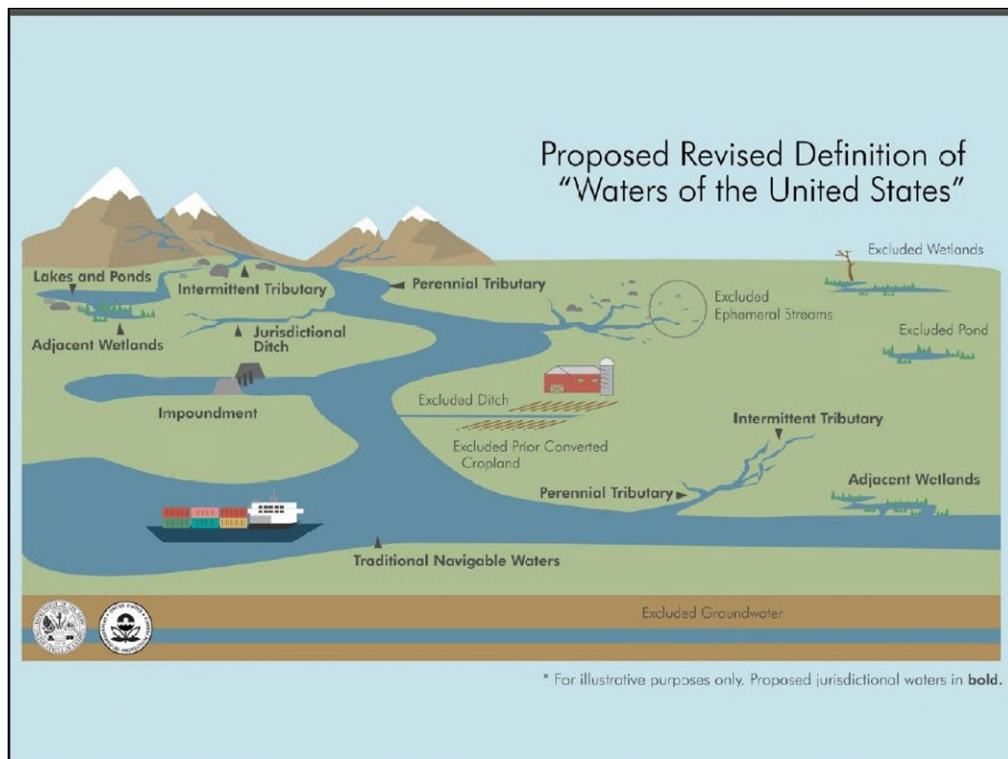 Proposed Revised Definition of
“Waters of the United States”
Excluded Wetlands
Lakes and Ponds
Intermittent Tributary
Perennial Tributary
Excluded
Ephemeral Streams
Adjacent Wetlands
Jurisdictional
Ditch
Excluded Pond
Impoundment
Excluded Ditch
Excluded Prior Converted
Cropland
Intermittent Tributary
Perennial Tributary
Adjacent Wetlands
Traditional Navigable Waters
Excluded Groundwater
* For illustrative purposes only. Proposed jurisdictional waters in bold.